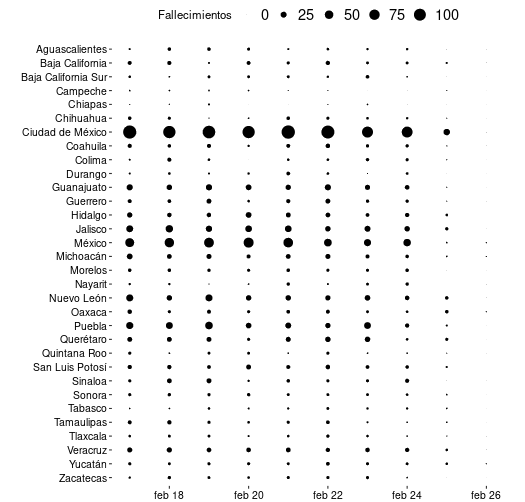 Fallecimientos 0 25 50 75 100
Aguascalientes
Baja California
Baja California Sur
Campeche
Chiapas
Chihuahua
Ciudad de México
Coahuila
Colima
Durango
Guanajuato
Guerrero
Hidalgo
Jalisco
México
Michoacán
Morelos
Nayarit
Nuevo León
Oaxaca
Puebla
Querétaro
Quintana Roo
San Luis Potosí
Sinaloa
Sonora
Tabasco
Tamaulipas
Tlaxcala
Veracruz
Yucatán
Zacatecas
feb 18 feb 20 feb 22 feb 24 feb 26